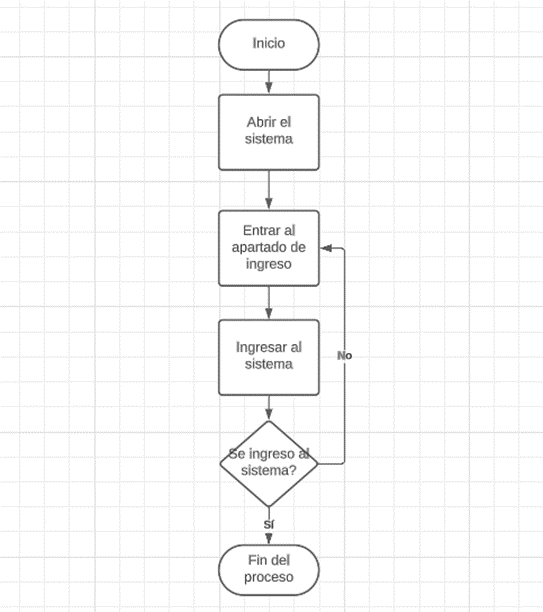 Inicio
Abrir el
sistema
Entrar al
apartado de
ingreso
Ingresar al
sistema
No
Se ingreso al
sistema?
Sí
Fin del
proceso